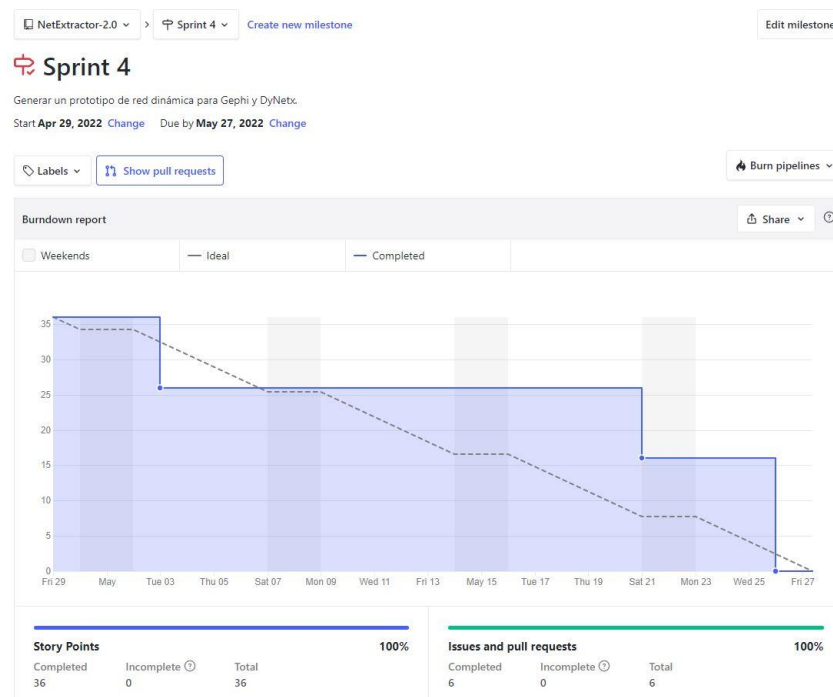 NetExtractor-2.0 > Sprint 4 Create new milestone Edit milestone
Sprint 4
Generar un prototipo de red dinámica para Gephi y DyNetx.
Start Apr 29, 2022 Change Due by May 27, 2022 Change
Labels Show pull requests Burn pipelines
Burndown report Share
Weekends Ideal Completed
35
30
25
20
15
10
5
0
Fri 29 May Tue 03 Thu 05 Sat 07 Mon 09 Wed 11 Fri 13 May 15 Tue 17 Thu 19 Sat 21 Mon 23 Wed 25 Fri 27
Story Points 100% Issues and pull requests 100%
Completed Incomplete Total Completed Incomplete Total
36 0 36 6 0 6